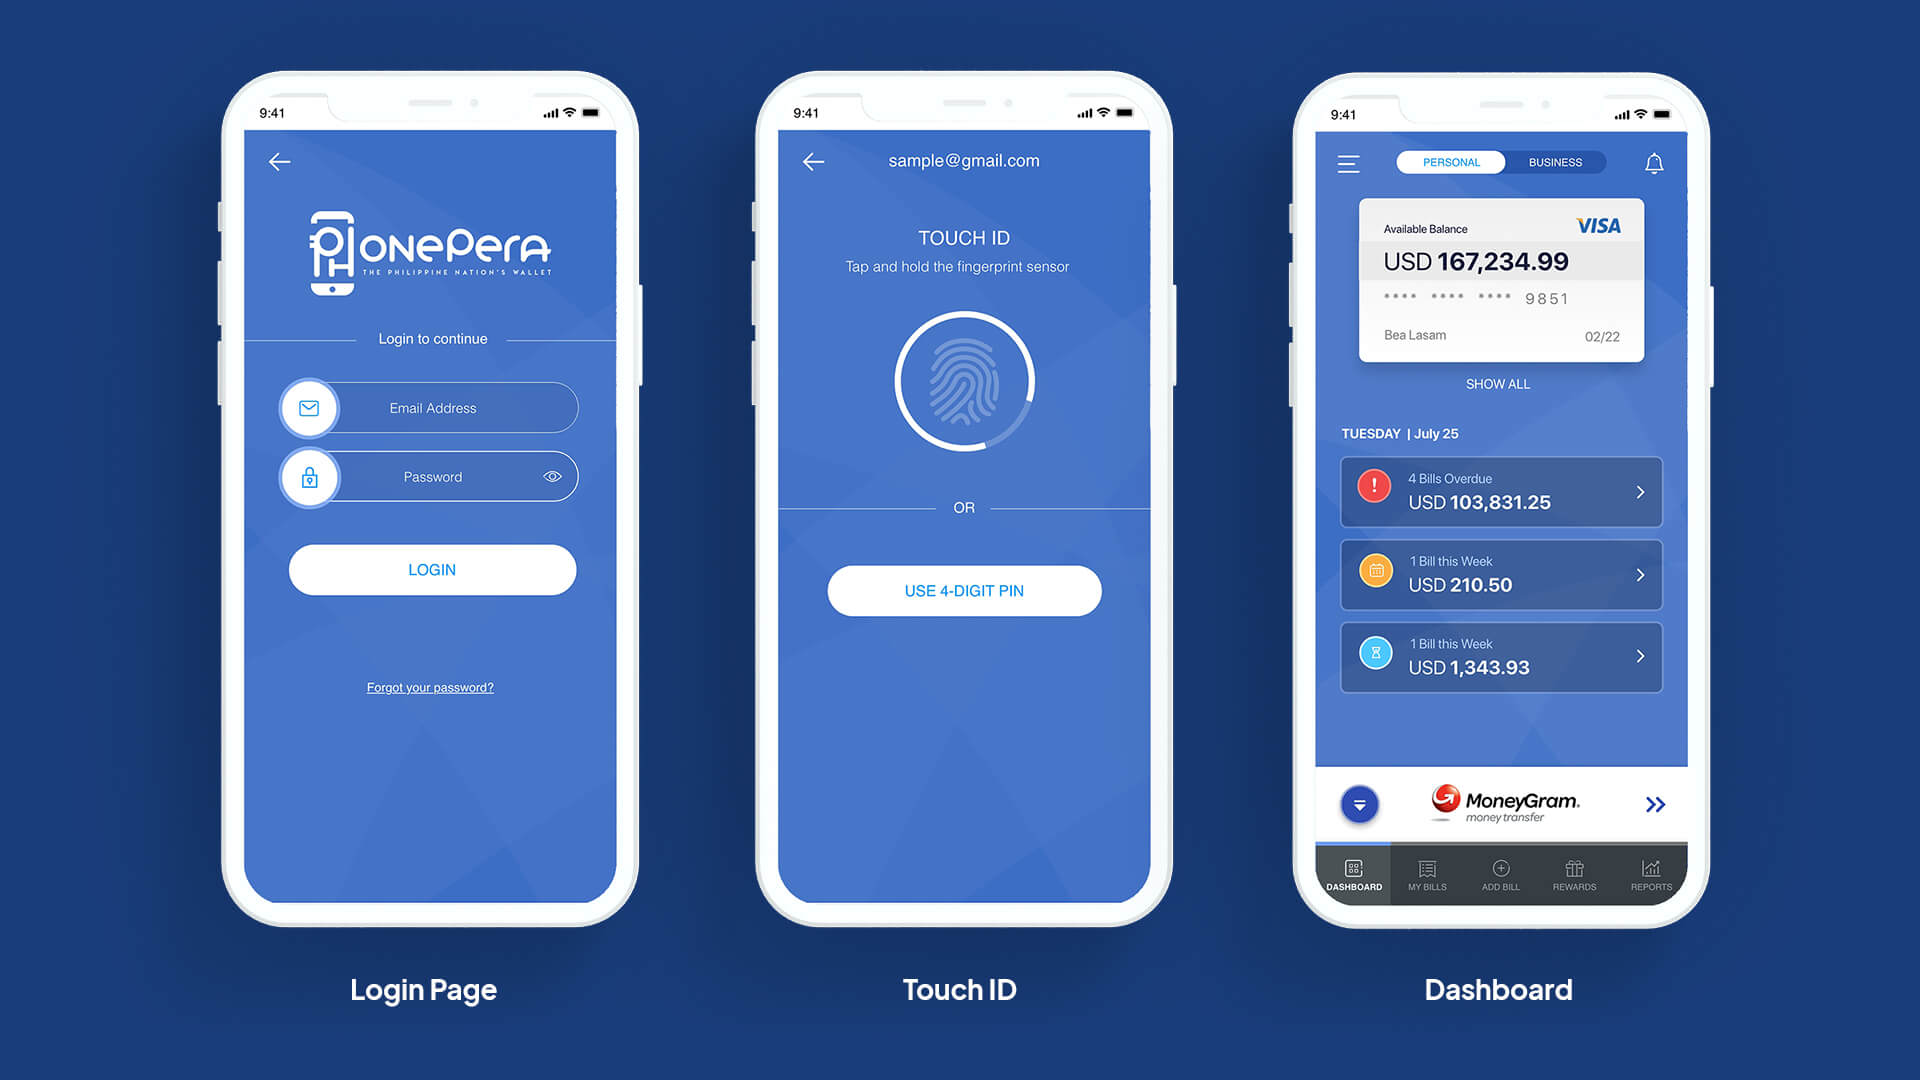 9:41
PHONEPERA
THE PHILIPPINE NATION'S WALLET
Login to continue
Email Address
Password
LOGIN
Forgot your password?
Login Page
9:41
sample@gmail.com
TOUCH ID
Tap and hold the fingerprint sensor
OR
USE 4-DIGIT PIN
Touch ID
9:41
PERSONAL BUSINESS
Available Balance VISA
USD 167,234.99
•••• •••• •••• 9851
Bea Lasam 02/22
SHOW ALL
TUESDAY | July 25
4 Bills Overdue
USD 103,831.25
1 Bill this Week
USD 210.50
1 Bill this Week
USD 1,343.93
MoneyGram.
money transfer
DASHBOARD MY BILLS ADD BILL REWARDS REPORTS
Dashboard